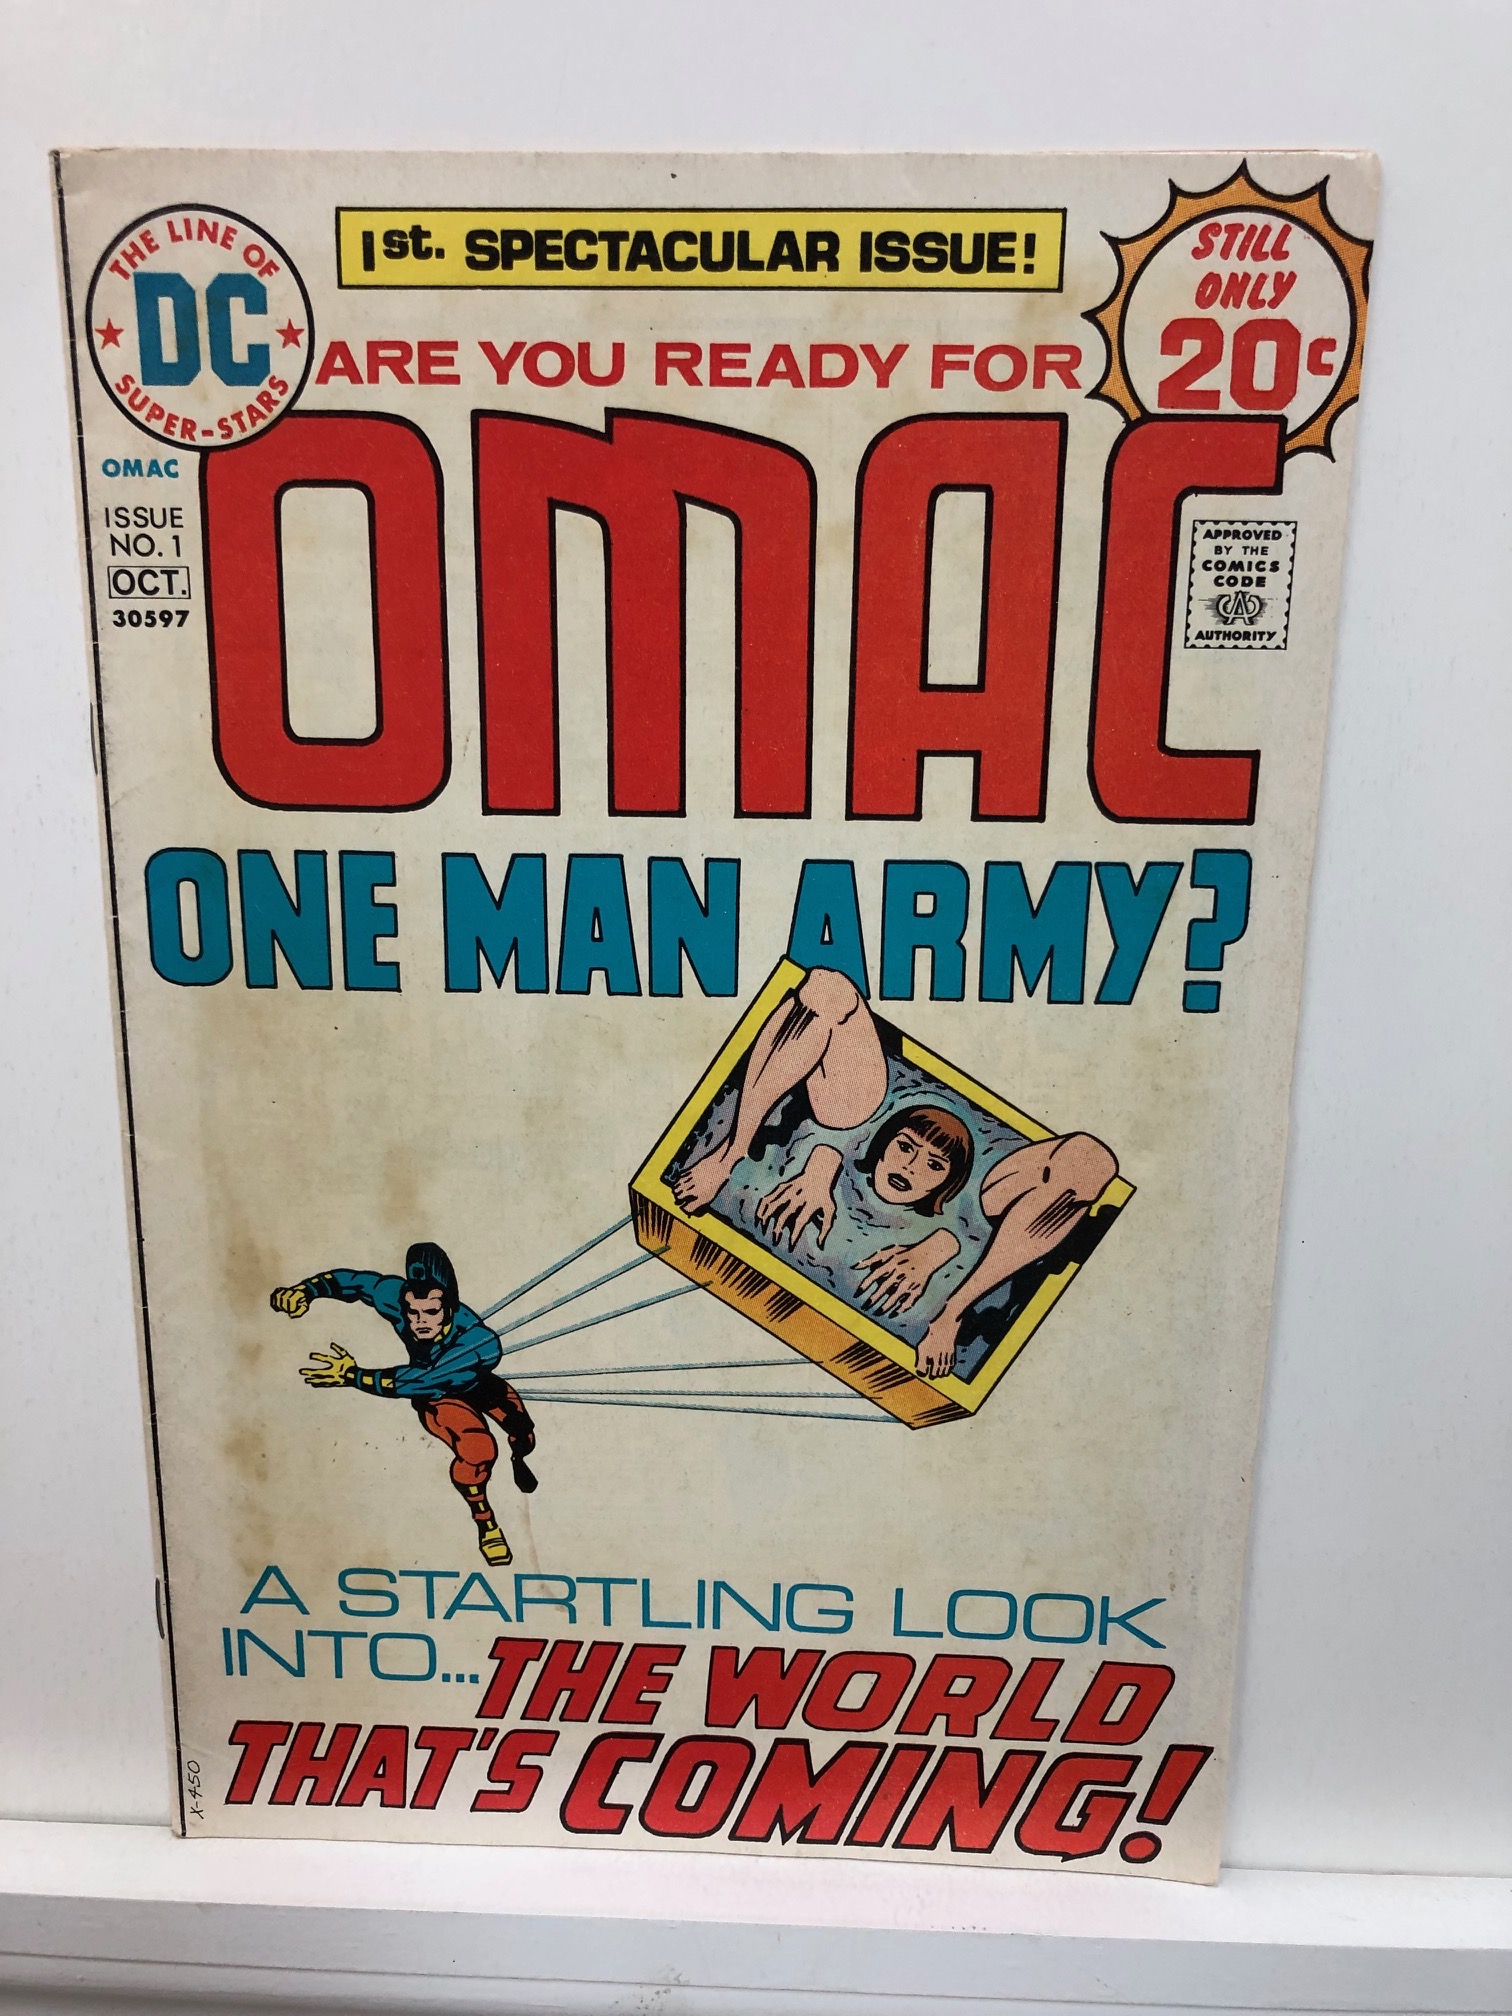 THE LINE OF
DC
SUPER-STARS
1st. SPECTACULAR ISSUE!
STILL
ONLY
20c
ARE YOU READY FOR
OMAC
OMAC
ISSUE
NO. 1
OCT.
30597
APPROVED
BY THE
COMICS
CODE
CA
AUTHORITY
ONE MAN ARMY?
A STARTLING LOOK
INTO... THE WORLD
THAT'S COMING!
X-450